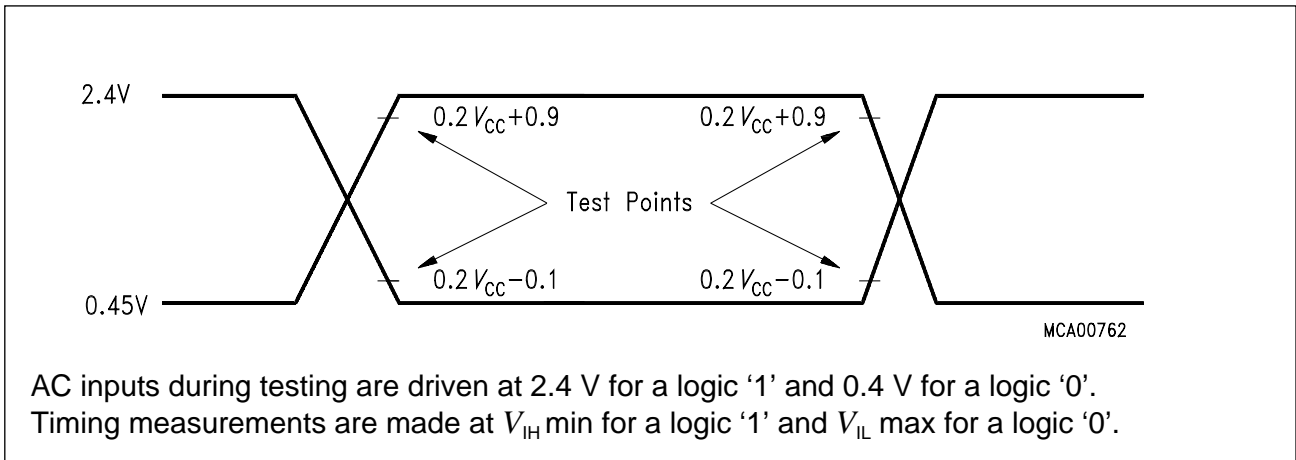 2.4V
0.2 VCC+0.9 0.2 VCC+0.9
Test Points
0.2 VCC−0.1 0.2 VCC−0.1
0.45V
MCA00762
AC inputs during testing are driven at 2.4 V for a logic ‘1’ and 0.4 V for a logic ‘0’.
Timing measurements are made at VIH min for a logic ‘1’ and VIL max for a logic ‘0’.